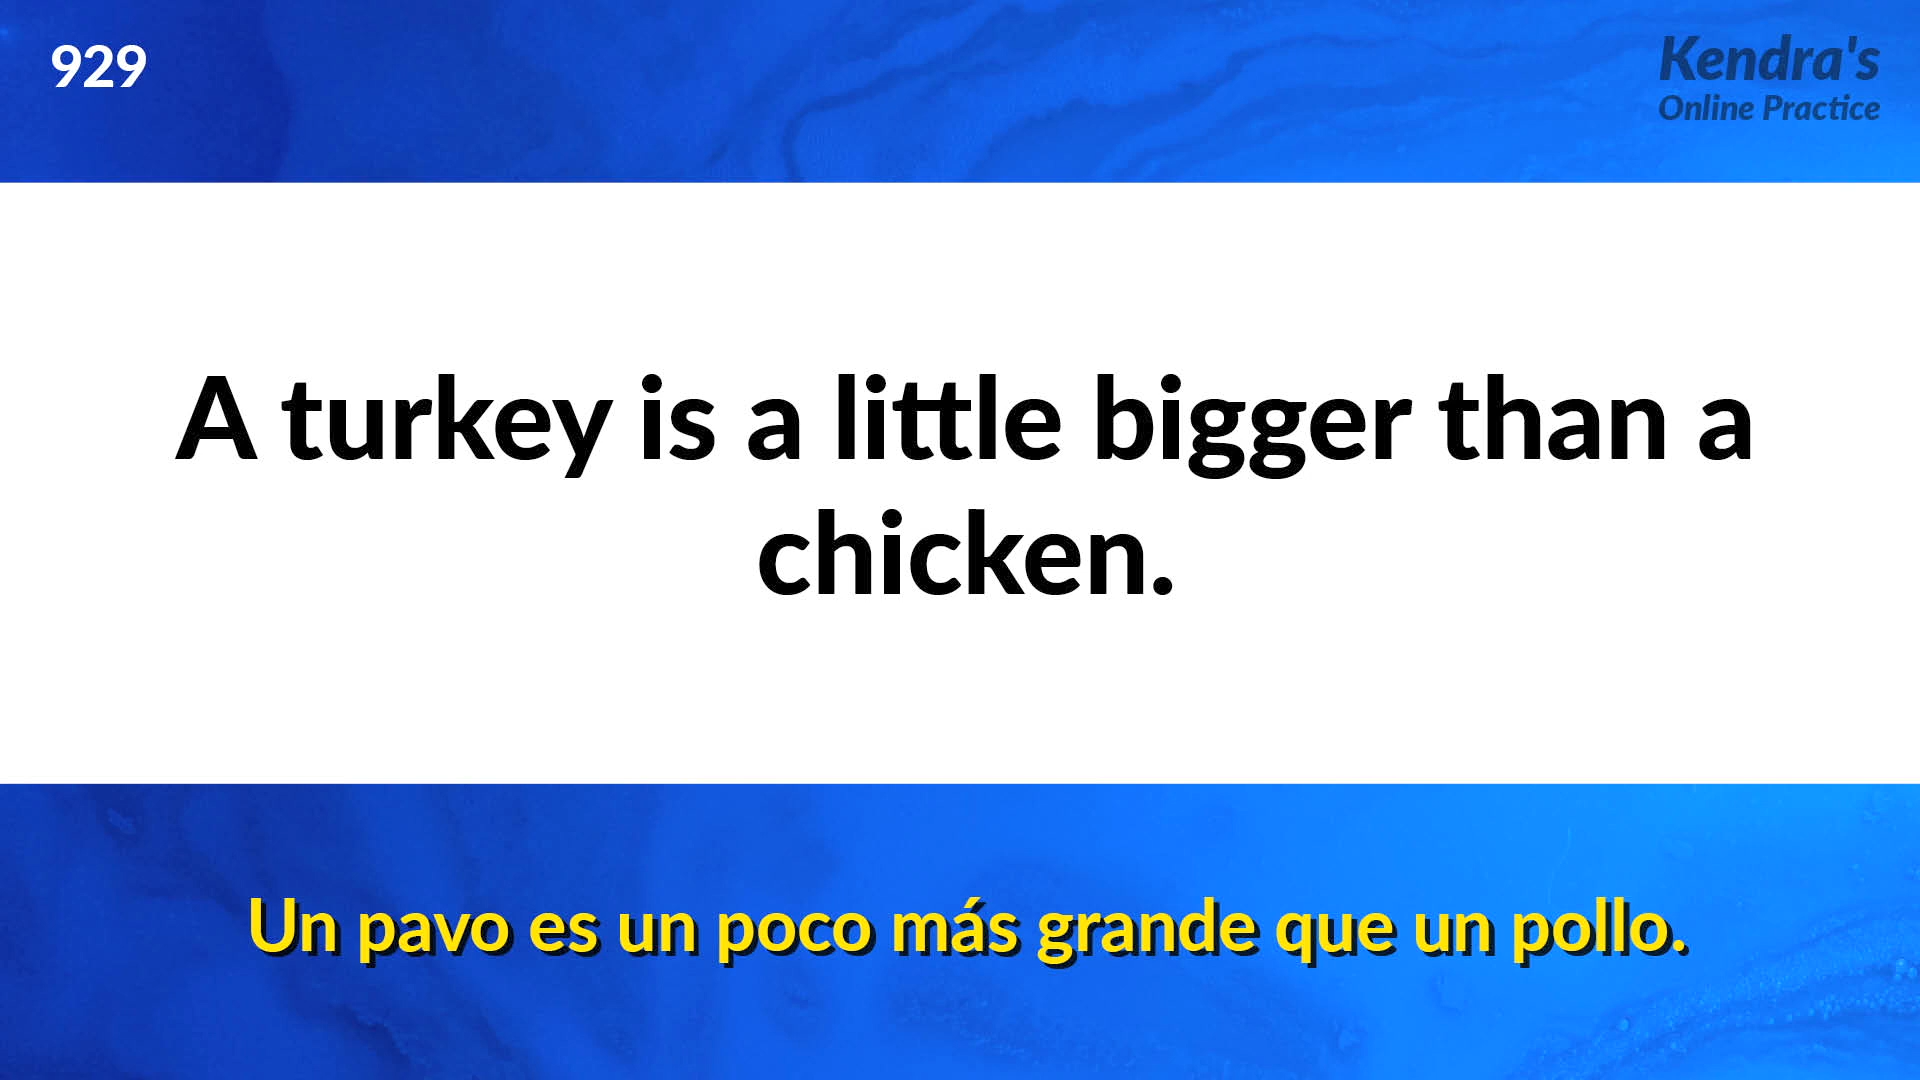 929
Kendra's
Online Practice
A turkey is a little bigger than a
chicken.
Un pavo es un poco más grande que un pollo.